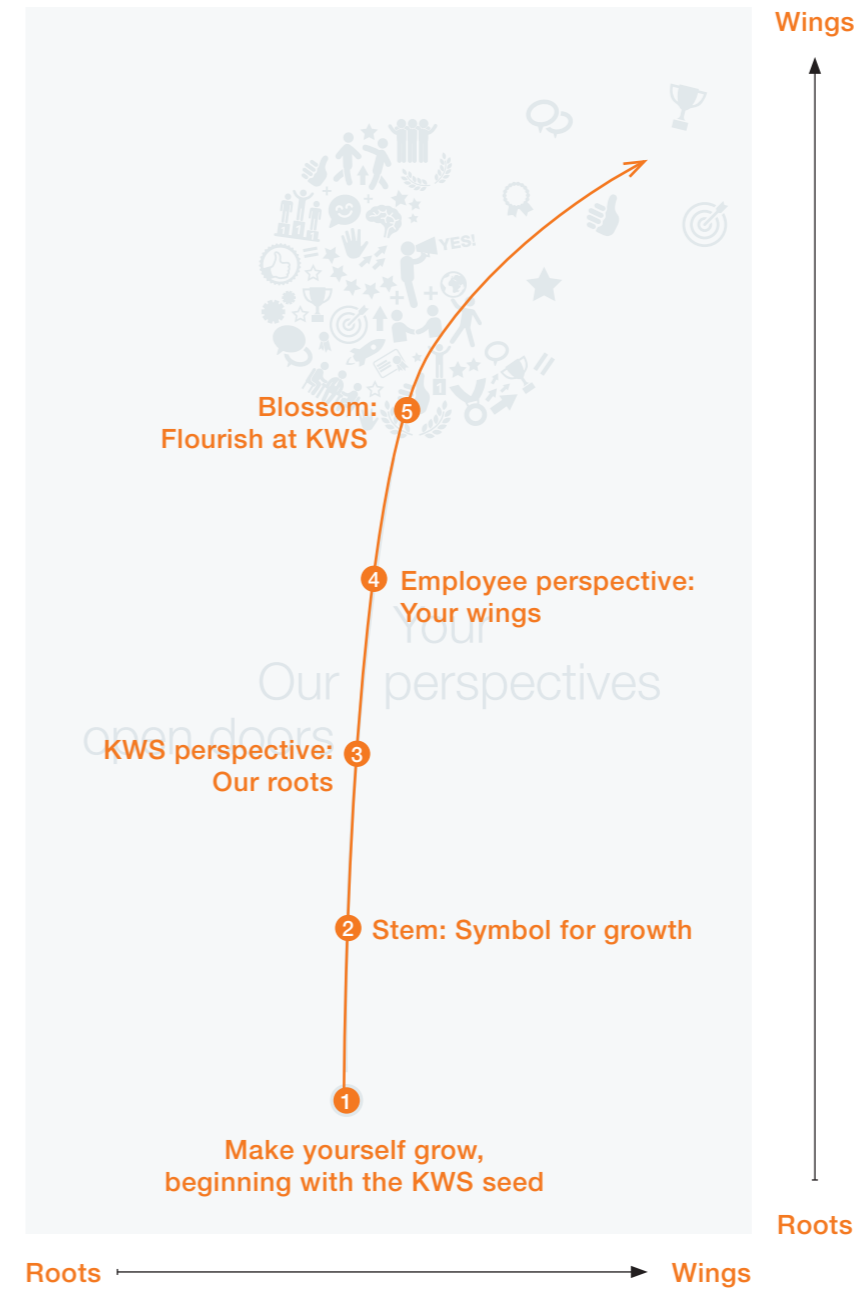 Wings
YES!
Blossom:
5
Flourish at KWS
4
Employee perspective:
Your wings
Your
Our perspectives
open doors
KWS perspective:
3
Our roots
2
Stem: Symbol for growth
1
Make yourself grow,
beginning with the KWS seed
Roots
Roots
Wings